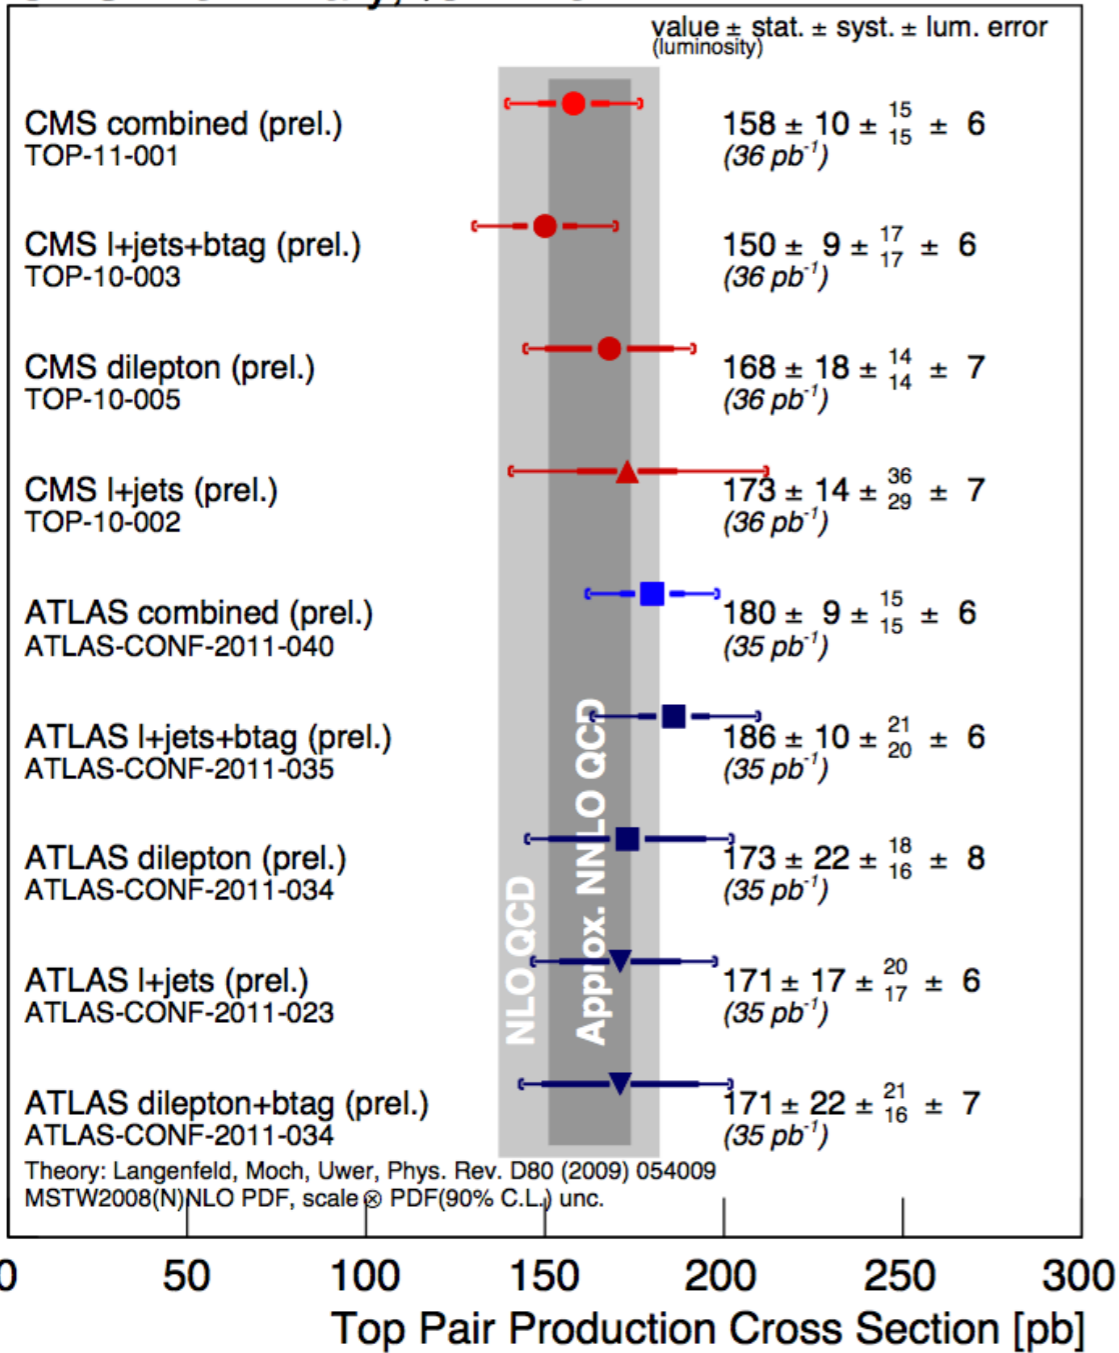 value ± stat. ± syst. ± lum. error
(luminosity)
CMS combined (prel.)
TOP-11-001
158 ± 10 ± 15 15 ± 6
(36 pb-1)
CMS l+jets+btag (prel.)
TOP-10-003
150 ± 9 ± 17 17 ± 6
(36 pb-1)
CMS dilepton (prel.)
TOP-10-005
168 ± 18 ± 14 14 ± 7
(36 pb-1)
CMS l+jets (prel.)
TOP-10-002
173 ± 14 ± 36 29 ± 7
(36 pb-1)
ATLAS combined (prel.)
ATLAS-CONF-2011-040
180 ± 9 ± 15 15 ± 6
(35 pb-1)
ATLAS l+jets+btag (prel.)
ATLAS-CONF-2011-035
186 ± 10 ± 21 20 ± 6
(35 pb-1)
ATLAS dilepton (prel.)
ATLAS-CONF-2011-034
173 ± 22 ± 18 16 ± 8
(35 pb-1)
ATLAS l+jets (prel.)
ATLAS-CONF-2011-023
171 ± 17 ± 20 17 ± 6
(35 pb-1)
ATLAS dilepton+btag (prel.)
ATLAS-CONF-2011-034
171 ± 22 ± 21 16 ± 7
(35 pb-1)
NLO QCD
Approx. NNLO QCD
Theory: Langenfeld, Moch, Uwer, Phys. Rev. D80 (2009) 054009
MSTW2008(N)NLO PDF, scale ⊗ PDF(90% C.L.) unc.
0 50 100 150 200 250 300
Top Pair Production Cross Section [pb]